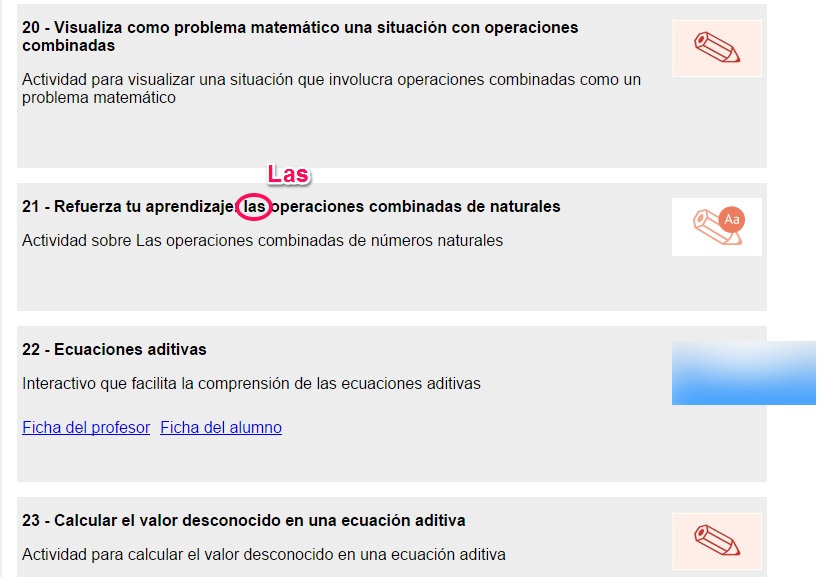 20 - Visualiza como problema matemático una situación con operaciones
combinadas
Actividad para visualizar una situación que involucra operaciones combinadas como un
problema matemático
Las
21 - Refuerza tu aprendizaje: las operaciones combinadas de naturales
Aa
Actividad sobre Las operaciones combinadas de números naturales
22 - Ecuaciones aditivas
Interactivo que facilita la comprensión de las ecuaciones aditivas
Ficha del profesor Ficha del alumno
23 - Calcular el valor desconocido en una ecuación aditiva
Actividad para calcular el valor desconocido en una ecuación aditiva